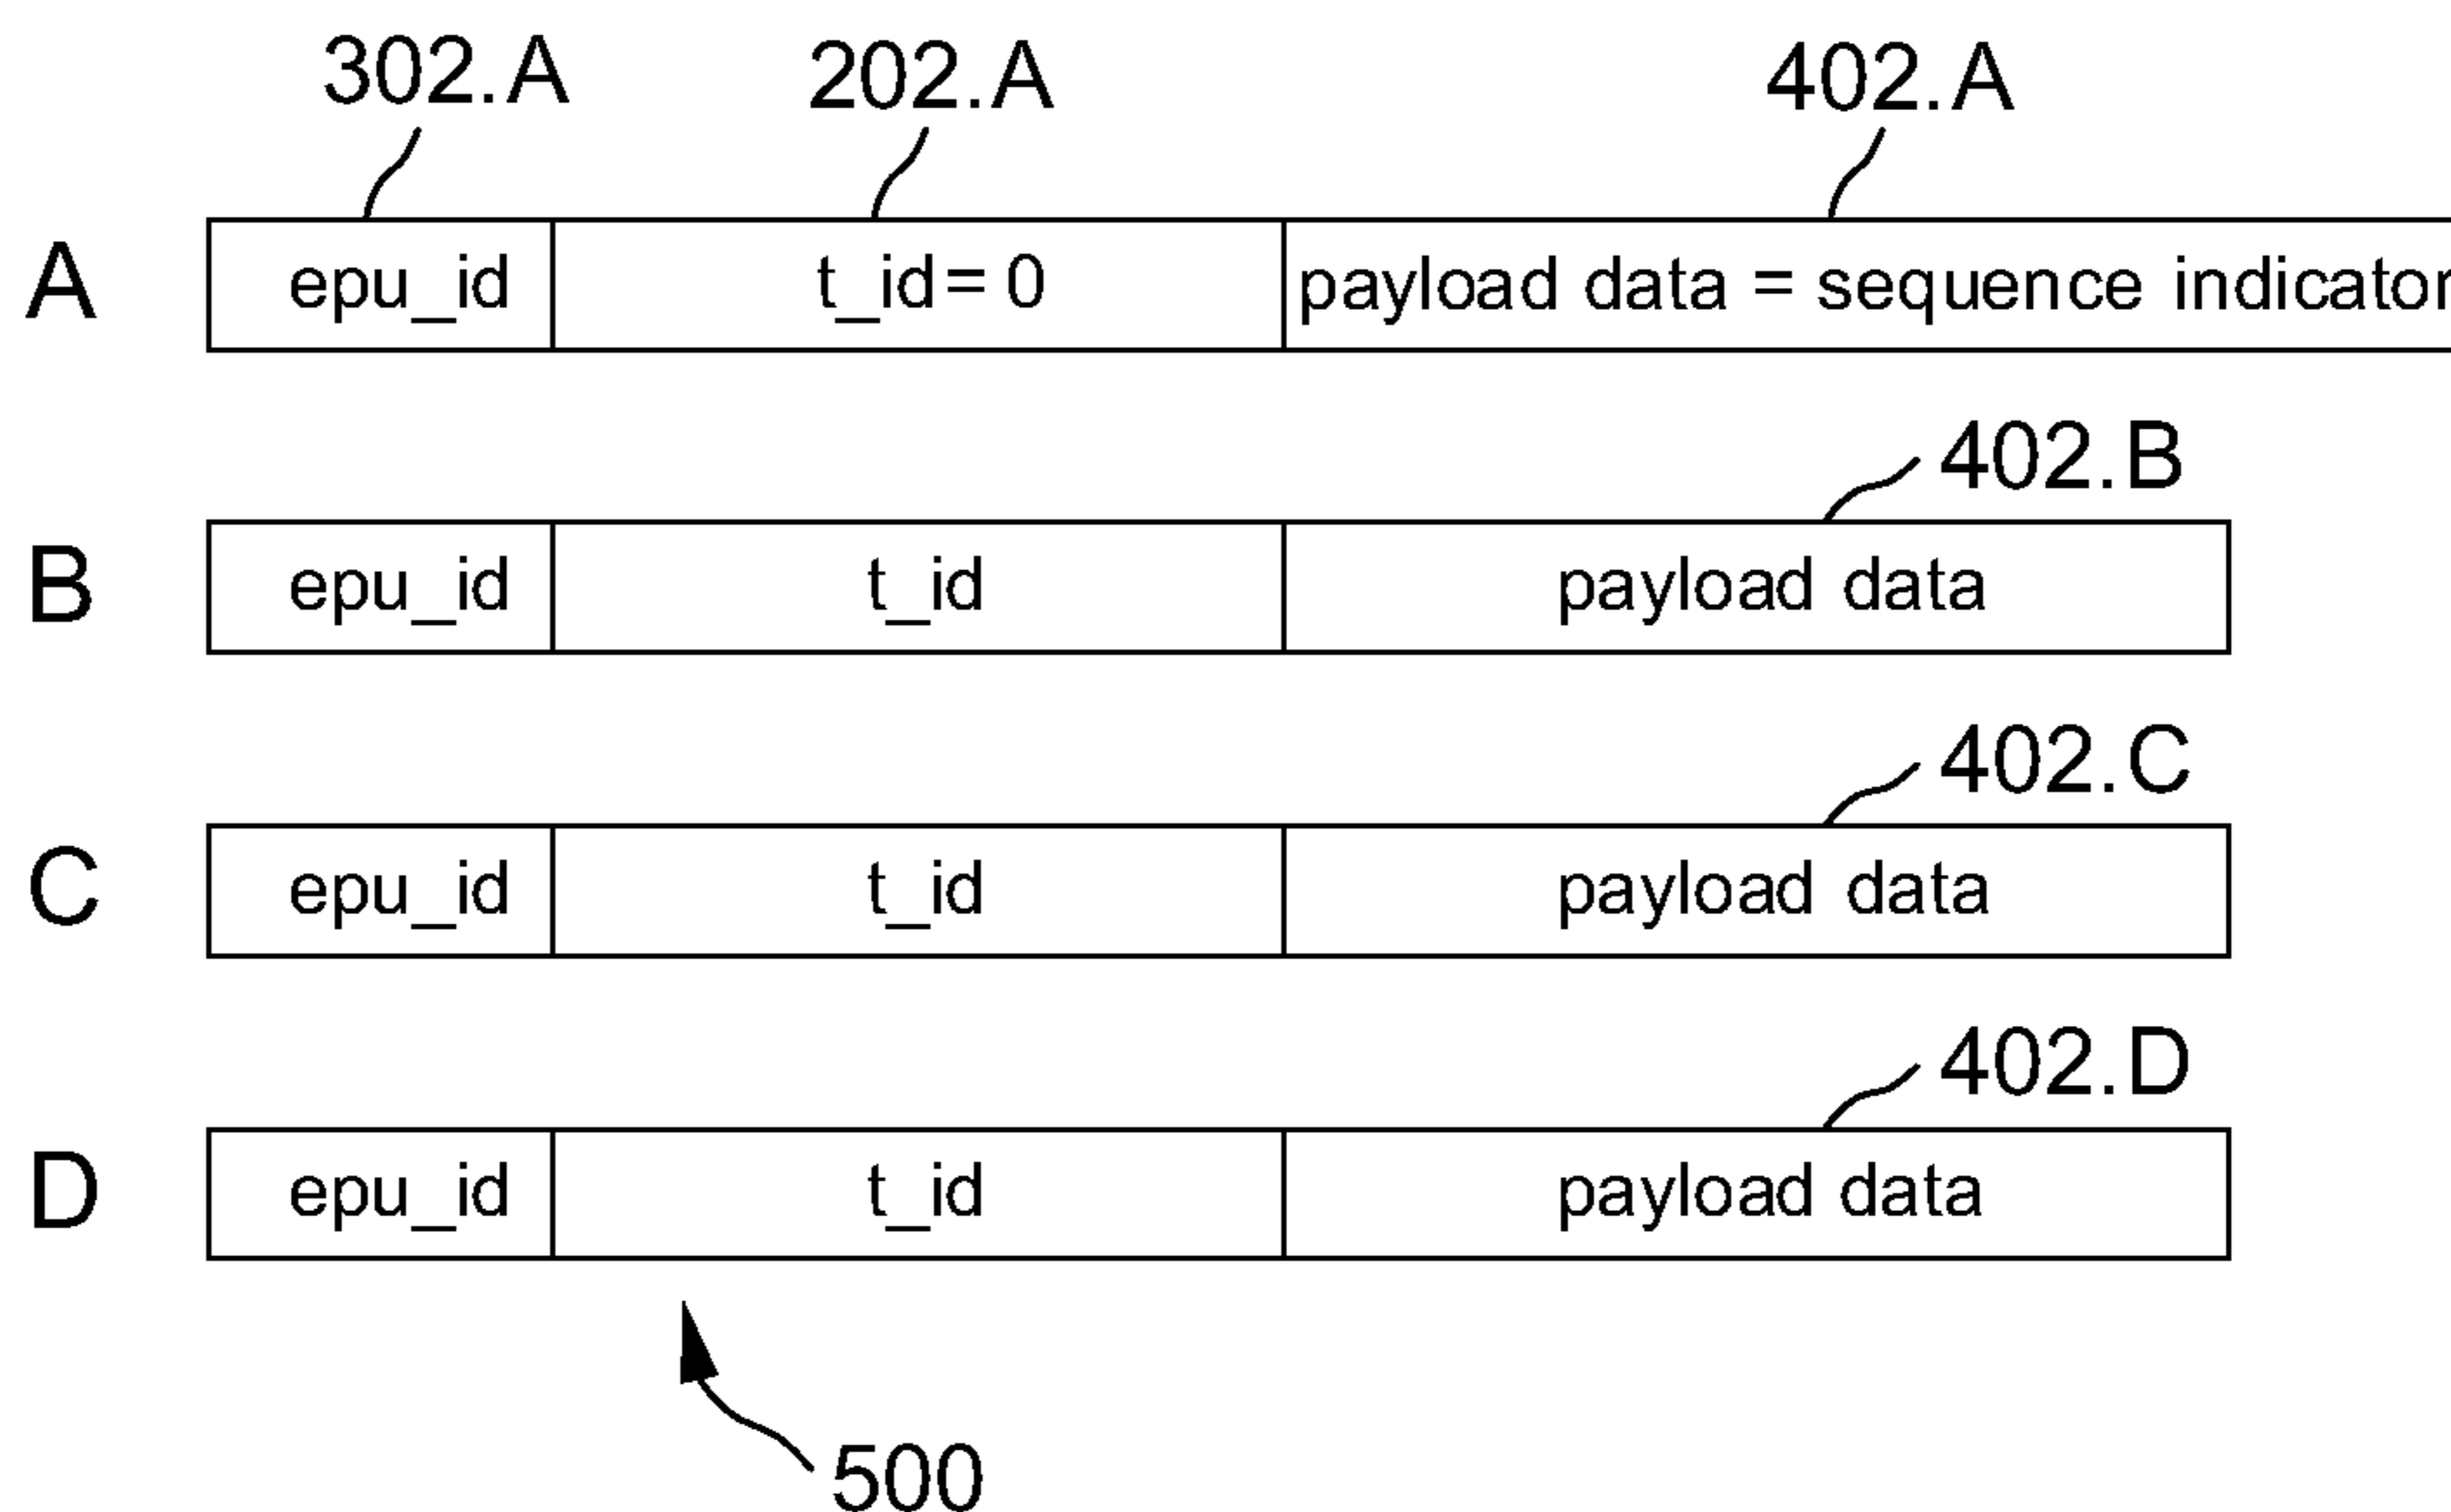 302.A 202.A 402.A
A epu_id t_id= 0 payload data = sequence indicator
402.B
B epu_id t_id payload data
402.C
C epu_id t_id payload data
402.D
D epu_id t_id payload data
500